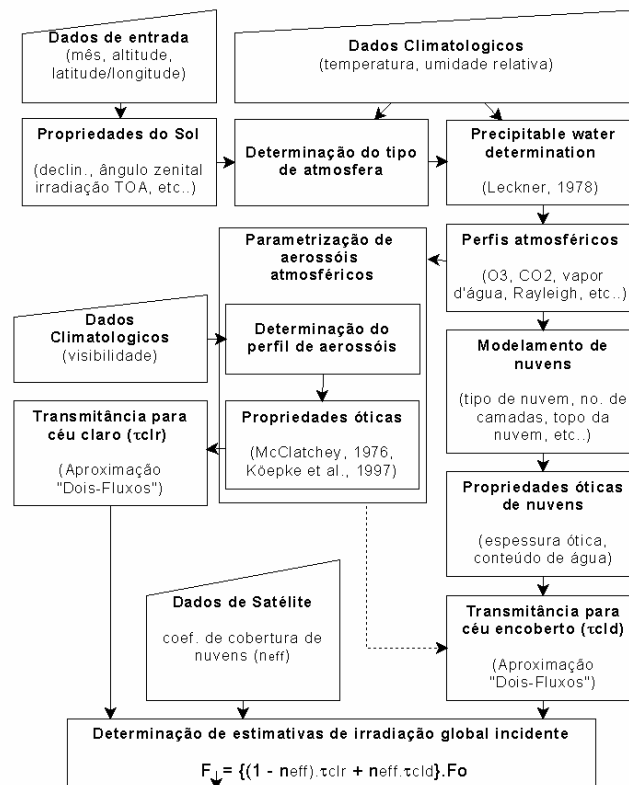 Dados de entrada
(mês, altitude,
latitude/longitude)
Dados Climatologicos
(temperatura, umidade relativa)
Propriedades do Sol
(declin., ângulo zenital
irradiação TOA, etc..)
Determinação do tipo
de atmosfera
Precipitable water
determination
(Leckner, 1978)
Parametrização de
aerossóis
atmosféricos
Perfis atmosféricos
(O3, CO2, vapor
d'água, Rayleigh, etc..)
Dados
Climatologicos
(visibilidade)
Determinação do
perfil de aerossóis
Modelamento de
nuvens
(tipo de nuvem, no. de
camadas, topo da
nuvem, etc..)
Transmitância para
céu claro (τclr)
(Aproximação
"Dois-Fluxos")
Propriedades óticas
(McClatchey, 1976,
Köepke et al., 1997)
Propriedades óticas
de nuvens
(espessura ótica,
conteúdo de água)
Dados de Satélite
coef. de cobertura de
nuvens (neff)
Transmitância para
céu encoberto (τcld)
(Aproximação
"Dois-Fluxos")
Determinação de estimativas de irradiação global incidente
F↓ = {(1 - neff).τclr + neff.τcld}.Fo